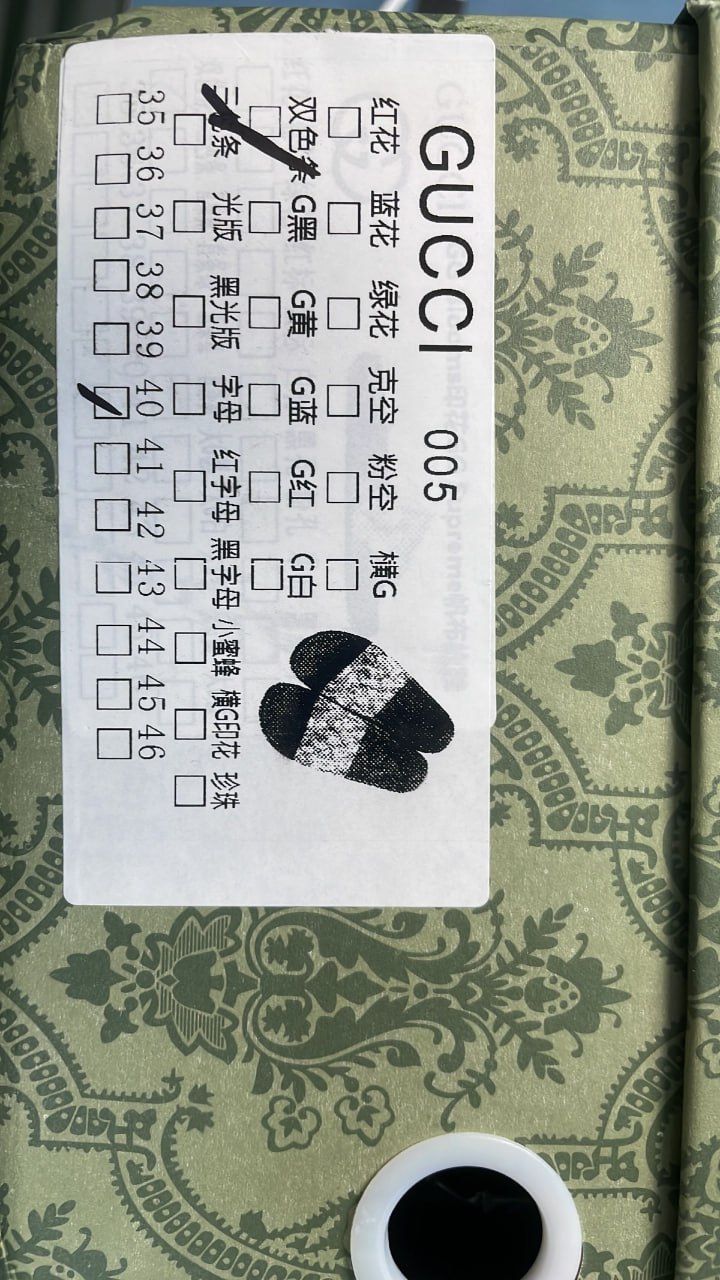 GUCCI 005
红花 蓝花 绿花 克空 粉空 横G
双色条 G黑 G黄 G蓝 G红 G白
光版 黑光版 字母 红字母 黑字母 小蜜蜂 横G印花 珍珠
35 36 37 38 39 40 41 42 43 44 45 46